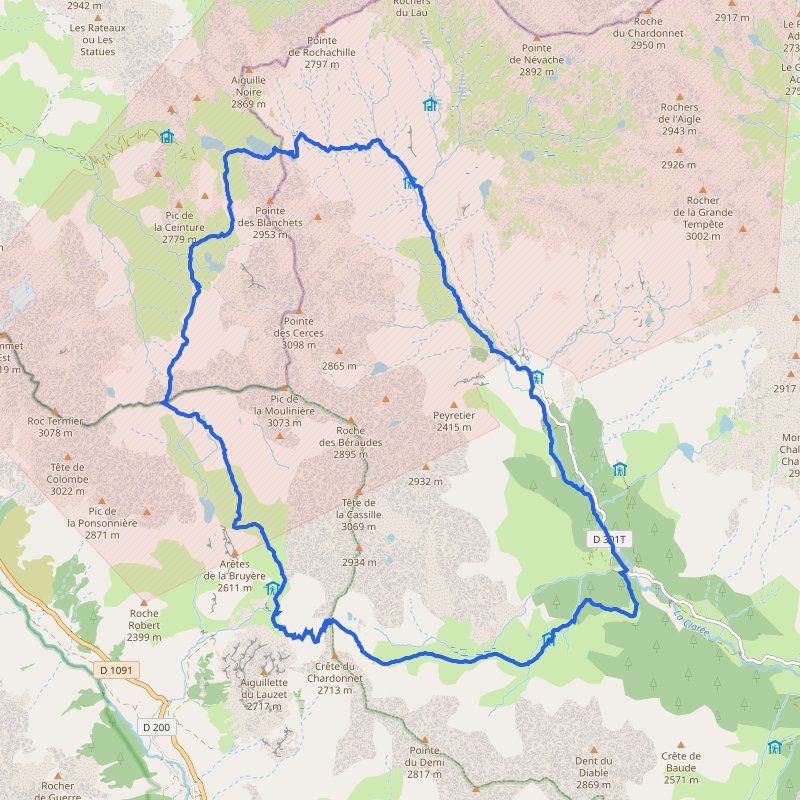 2942 m
Les Rateaux
ou Les
Statues
Rochers
du Lau
Pointe
de Rochachille
2797 m
Roche
du Chardonnet
2950 m
2917 m
Pointe
de Névache
2892 m
Aiguille
Noire
2869 m
Rochers
de l'Aigle
2943 m
2926 m
Rocher
de la Grande
Tempête
3002 m
Pic de
la Ceinture
2779 m
Pointe
des Blanchets
2953 m
Pointe
des Cerces
3098 m
2865 m
Pic de
la Moulinière
3073 m
Peyretier
2415 m
2917
Roc Termier
3078 m
Roche
des Béraudes
2895 m
Tête de
Colombe
3022 m
2932 m
Pic de
la Ponsonnière
2871 m
Tête de
la Cassille
3069 m
D 301T
2934 m
Arêtes
de la Bruyère
2611 m
Roche
Robert
2399 m
La Clarée
D 1091
Crête du
Chardonnet
2713 m
Aiguillette
du Lauzet
2717 m
D 200
Pointe
du Demi
2817 m
Dent du
Diable
2869 m
Crête de
Baude
2571 m
Rocher
de Guerre